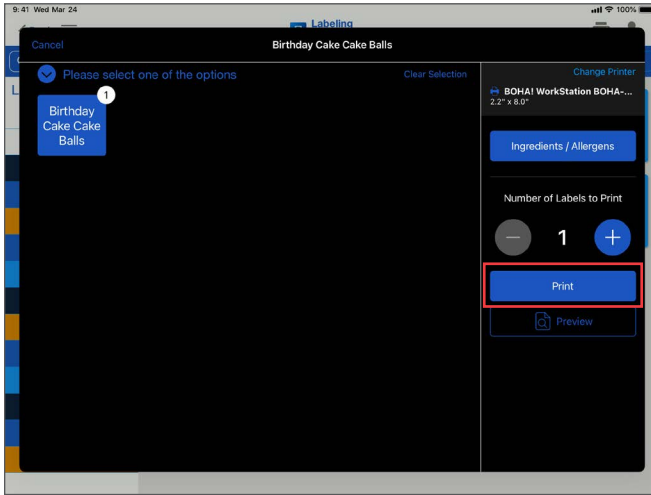 9:41 Wed Mar 24
100%
Labeling
Cancel
Birthday Cake Cake Balls
Please select one of the options
Clear Selection
1
Birthday
Cake Cake
Balls
Change Printer
BOHA! WorkStation BOHA-...
2.2" x 8.0"
Ingredients / Allergens
Number of Labels to Print
1
Print
Preview